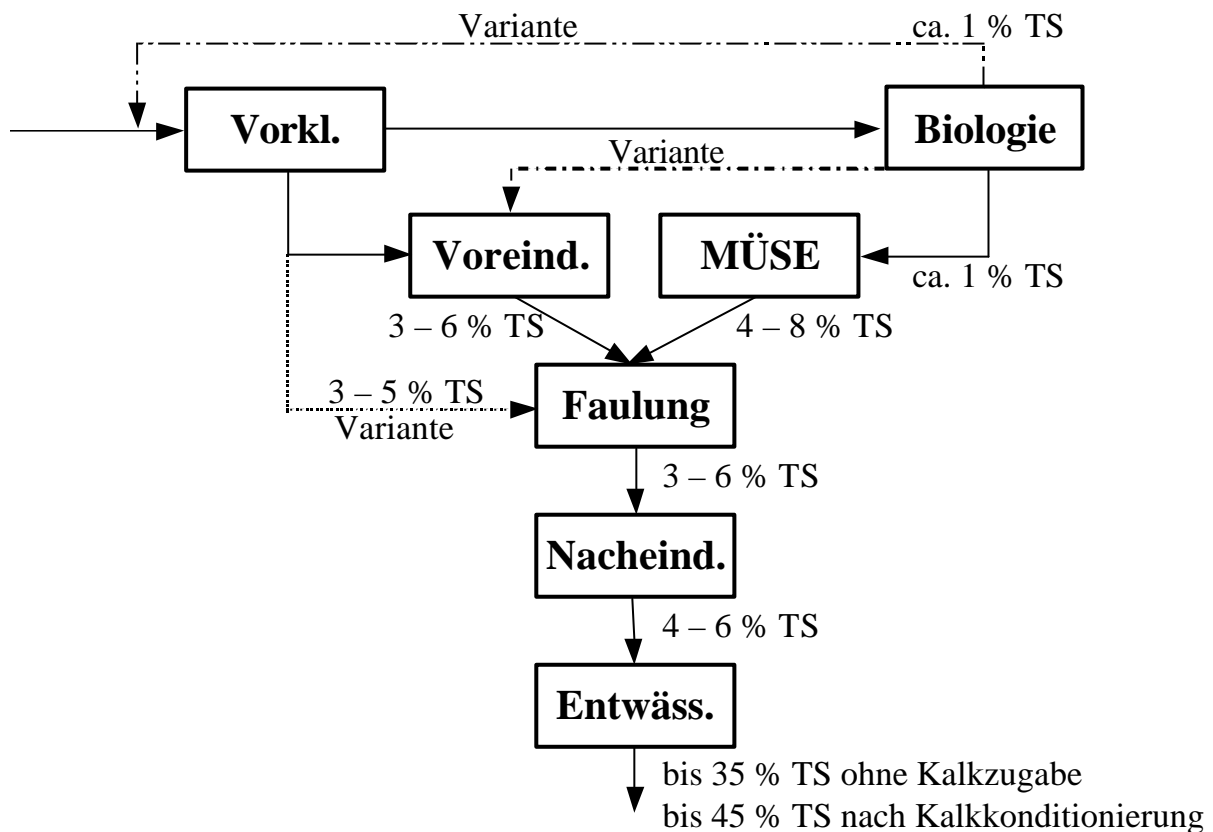 Variante
ca. 1 % TS
Vorkl.
Biologie
Variante
Voreind.
MÜSE
ca. 1 % TS
3 – 6 % TS
4 – 8 % TS
3 – 5 % TS
Variante
Faulung
3 – 6 % TS
Nacheind.
4 – 6 % TS
Entwäss.
bis 35 % TS ohne Kalkzugabe
bis 45 % TS nach Kalkkonditionierung